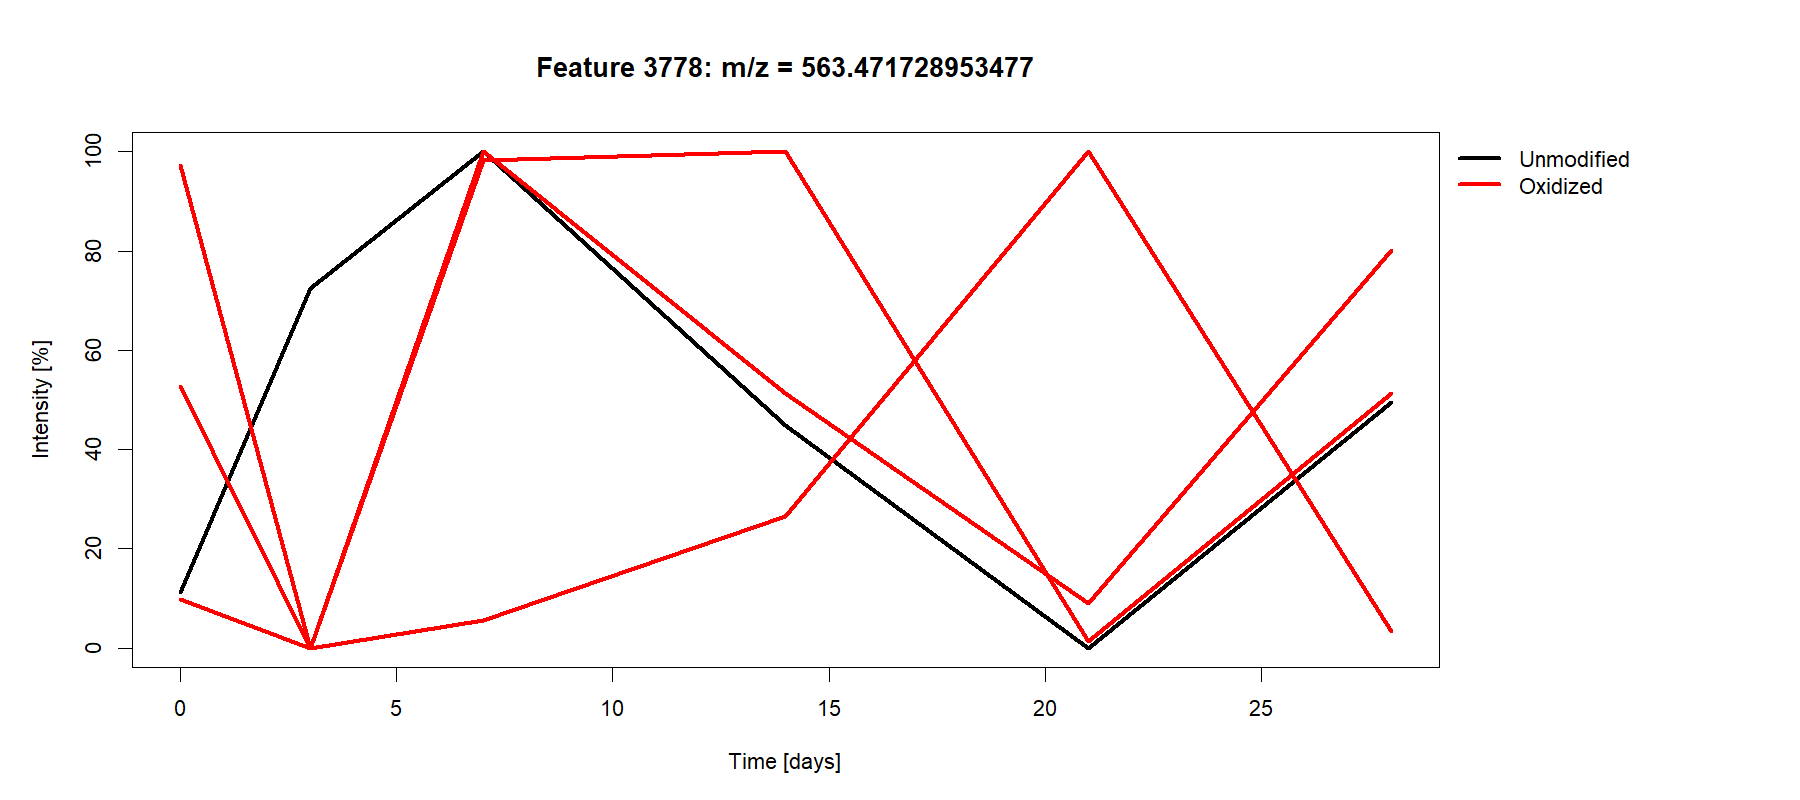 Feature 3778: m/z = 563.471728953477
Unmodified
Oxidized
Intensity [%]
100
80
60
40
20
0
0 5 10 15 20 25
Time [days]